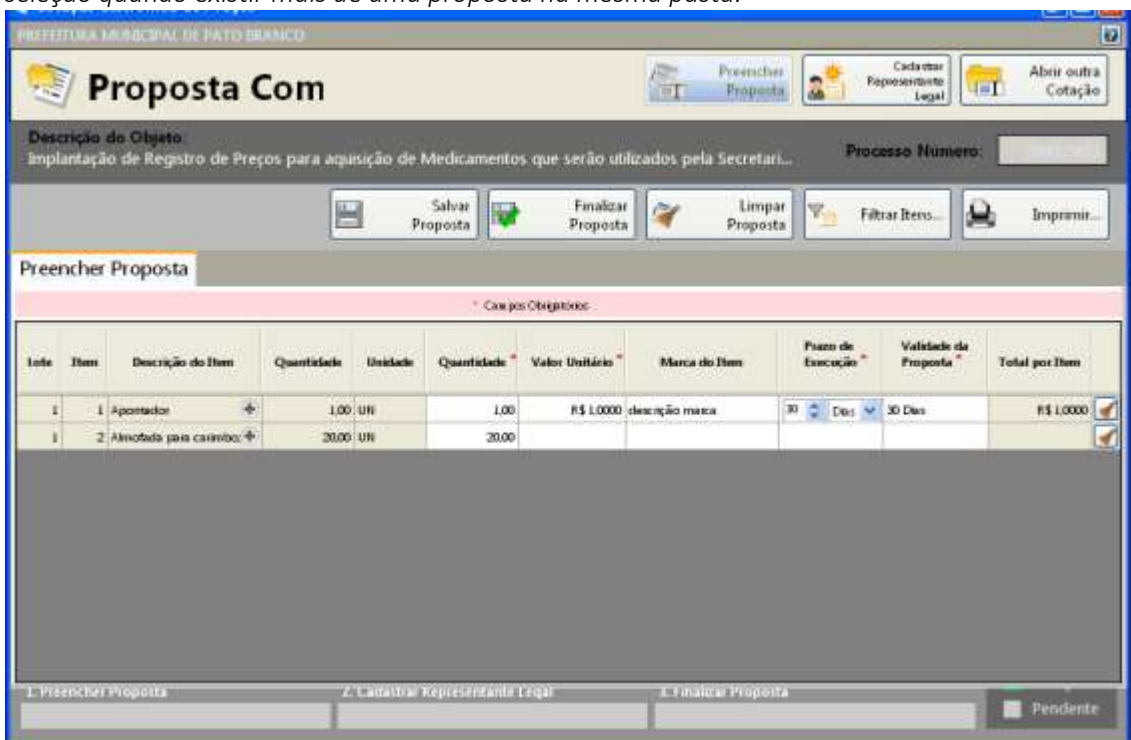 seleção quando existir mais de uma proposta na mesma pasta.
PREFEITURA MUNICIPAL DE PATO BRANCO
Proposta Com
Preencher Proposta
Cadastrar Representante Legal
Abrir outra Cotação
Descrição do Objeto:
Implantação de Registro de Preços para aquisição de Medicamentos que serão utilizados pela Secretari...
Processo Numero:
Salvar Proposta
Finalizar Proposta
Limpar Proposta
Filtrar Itens...
Imprimir...
Preencher Proposta
* Campos Obrigatórios
Lote Item Descrição do Item Quantidade Unidade Quantidade * Valor Unitário * Marca do Item Prazo de Execução * Validade da Proposta * Total por Item
1 1 Apontador 1,00 UN 1,00 R$ 1,0000 descrição marca 30 Dias 30 Dias R$ 1,0000
1 2 Almofada para carimbo: 20,00 UN 20,00
1. Preencher Proposta 2. Cadastrar Representante Legal 3. Finalizar Proposta
Pendente